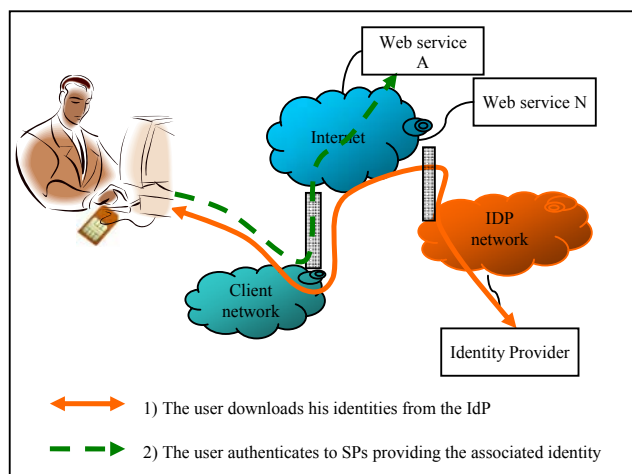 Web service
A
Web service N
Internet
IDP
network
Client
network
Identity Provider
1) The user downloads his identities from the IdP
2) The user authenticates to SPs providing the associated identity